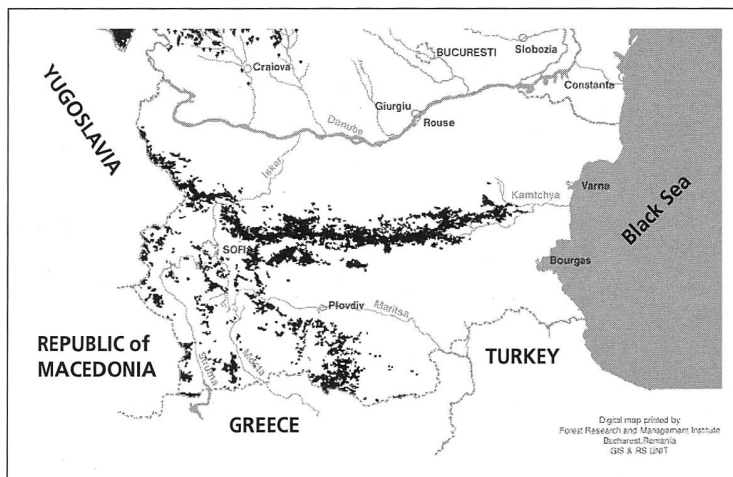 BUCURESTI
Slobozia
Craiova
Constanta
YUGOSLAVIA
Giurgiu
Rouse
Danube
Iskar
Kamtchya
Varna
Black Sea
SOFIA
Bourgas
Plovdiv
Maritsa
REPUBLIC of
MACEDONIA
Struma
Mesta
TURKEY
GREECE
Digital map printed by
Forest Research and Management Institute
Bucharest,Romania
GIS & RS UNIT